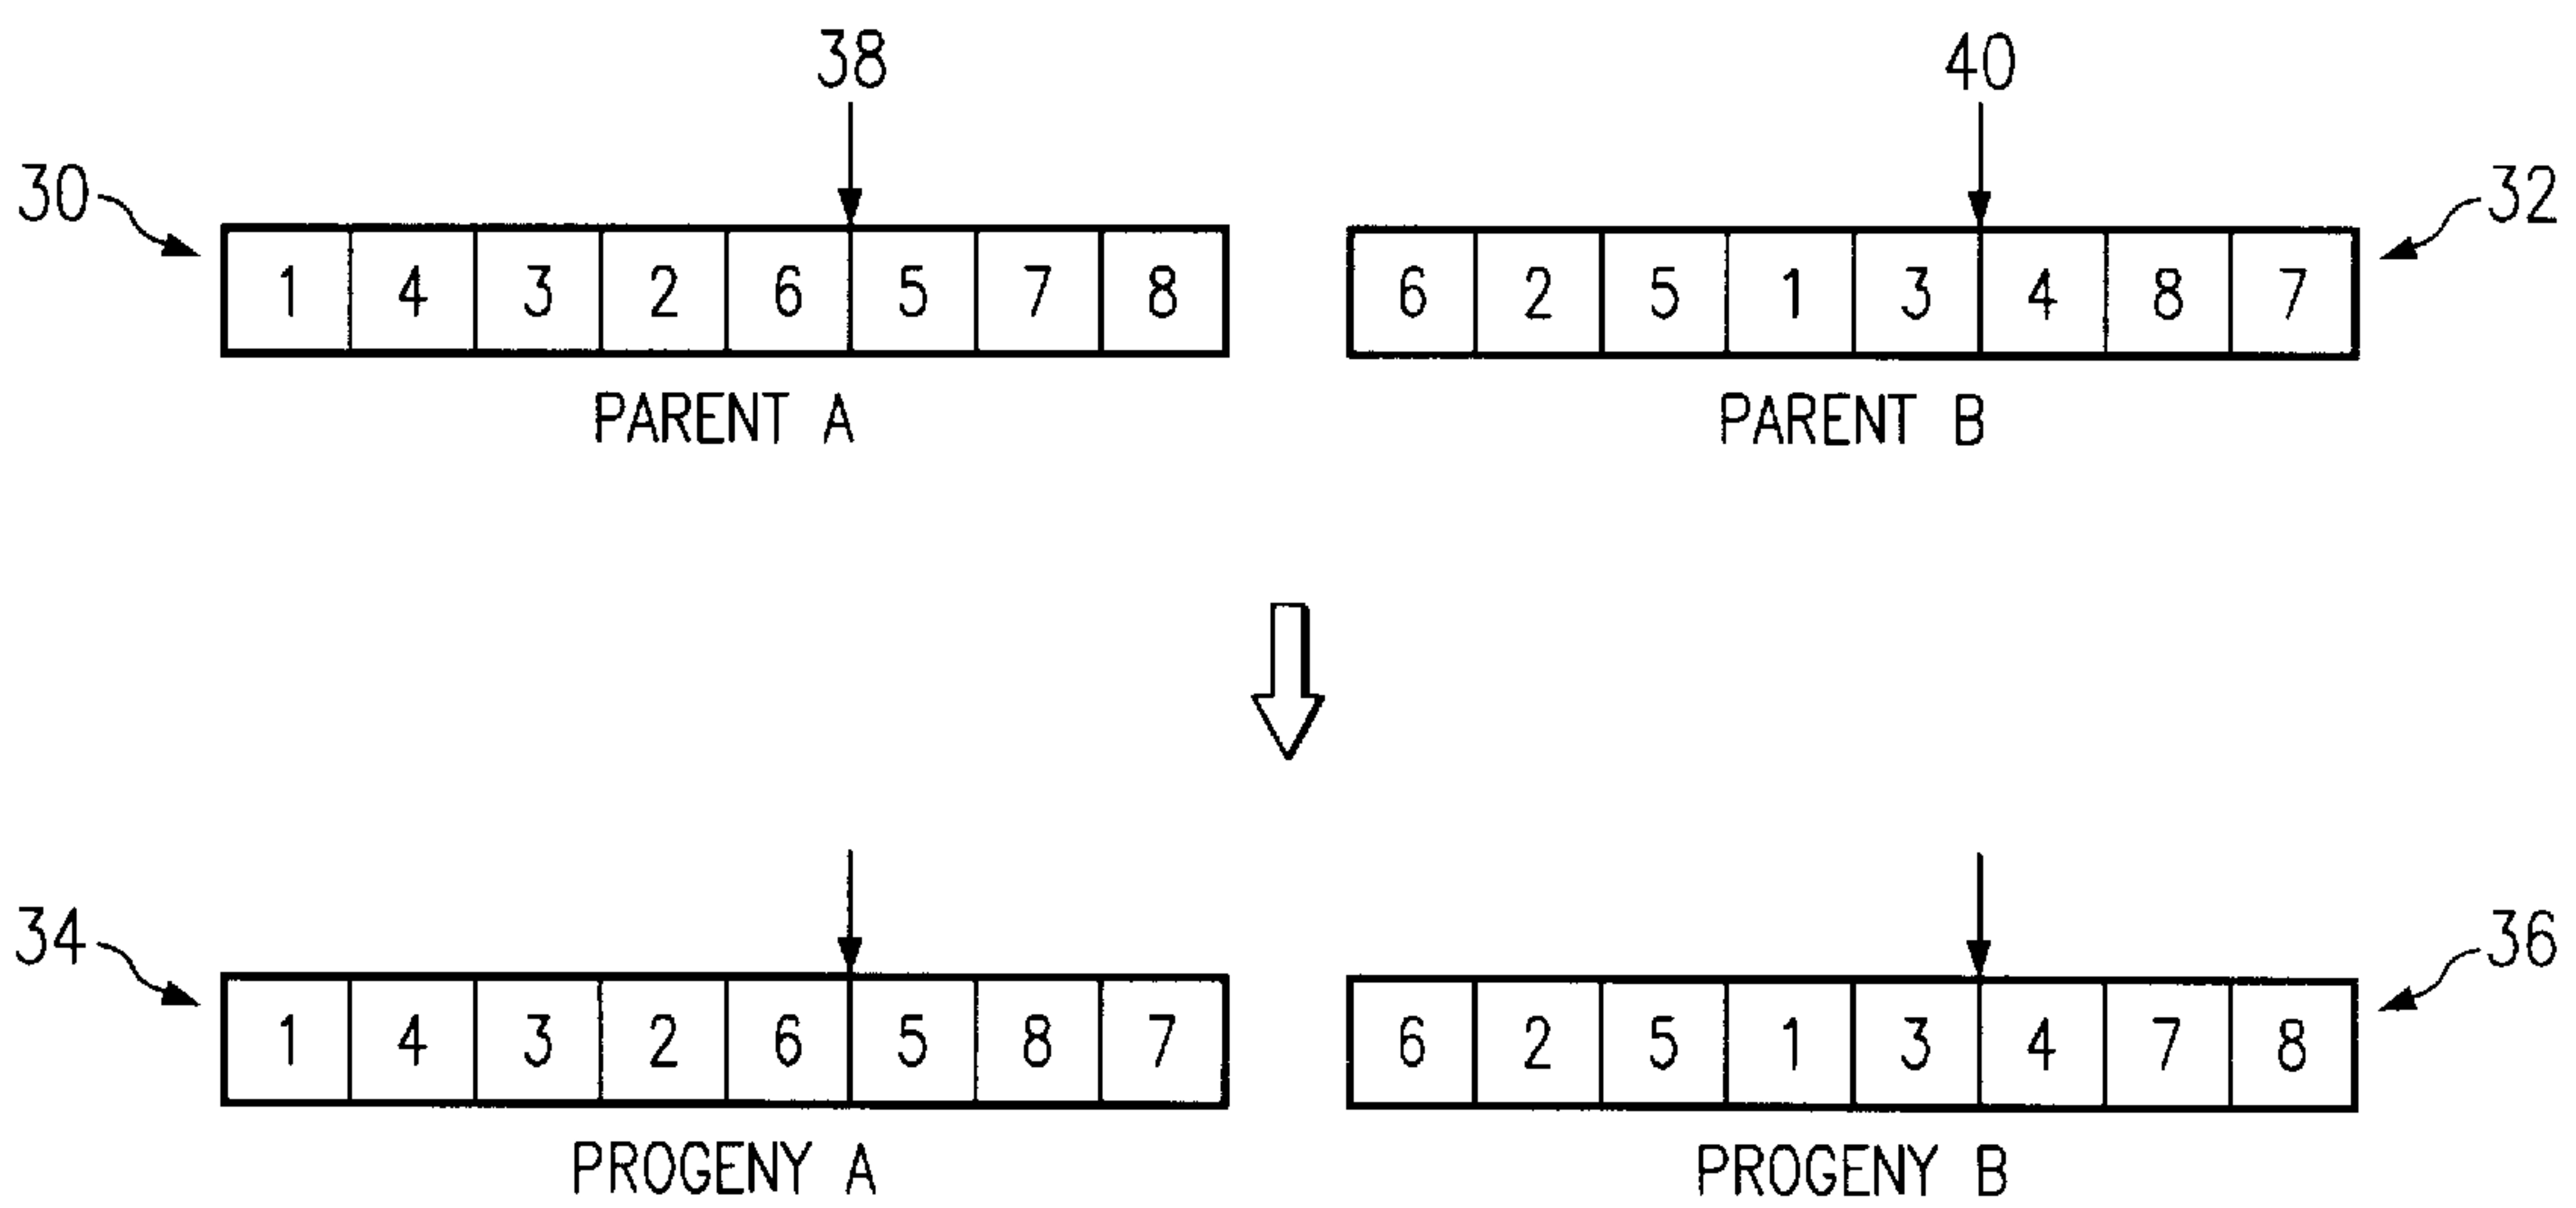 38 40
30 32
1 4 3 2 6 5 7 8 6 2 5 1 3 4 8 7
PARENT A PARENT B
34 36
1 4 3 2 6 5 8 7 6 2 5 1 3 4 7 8
PROGENY A PROGENY B